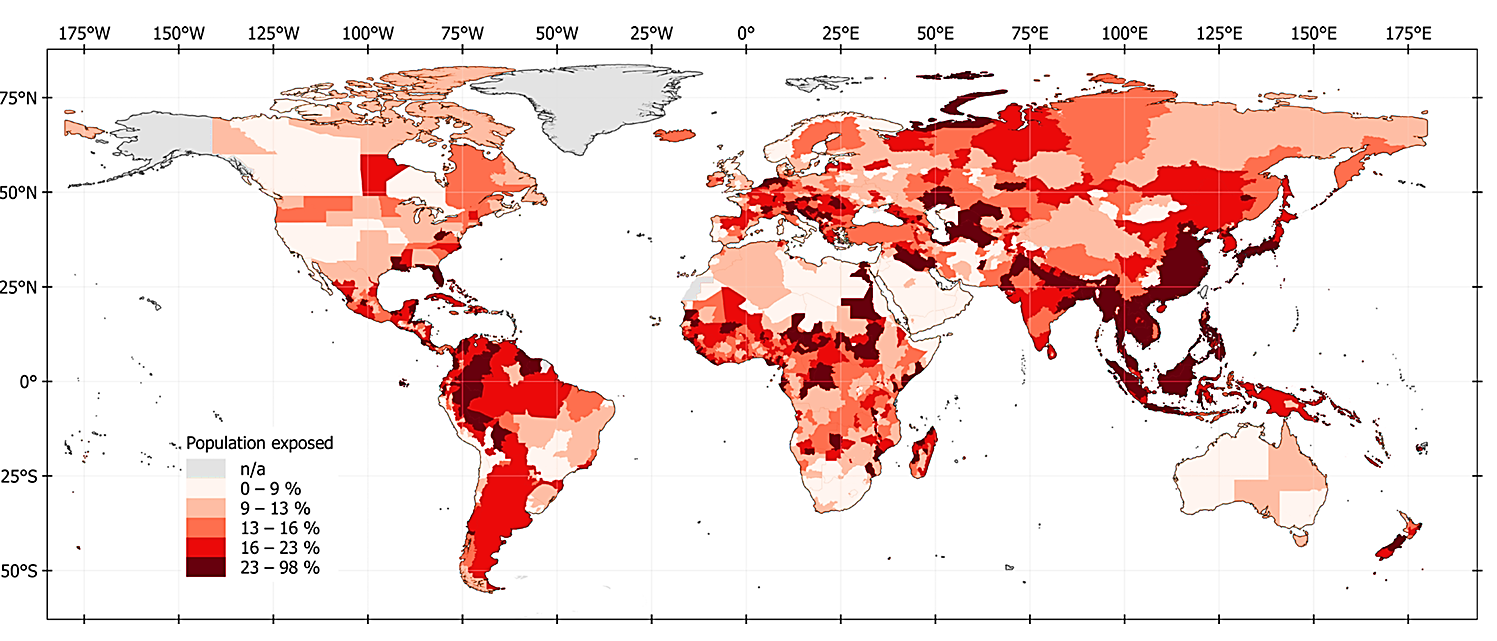 175°W 150°W 125°W 100°W 75°W 50°W 25°W 0° 25°E 50°E 75°E 100°E 125°E 150°E 175°E
75°N
50°N
25°N
0°
25°S
50°S
Population exposed
n/a
0 – 9 %
9 – 13 %
13 – 16 %
16 – 23 %
23 – 98 %